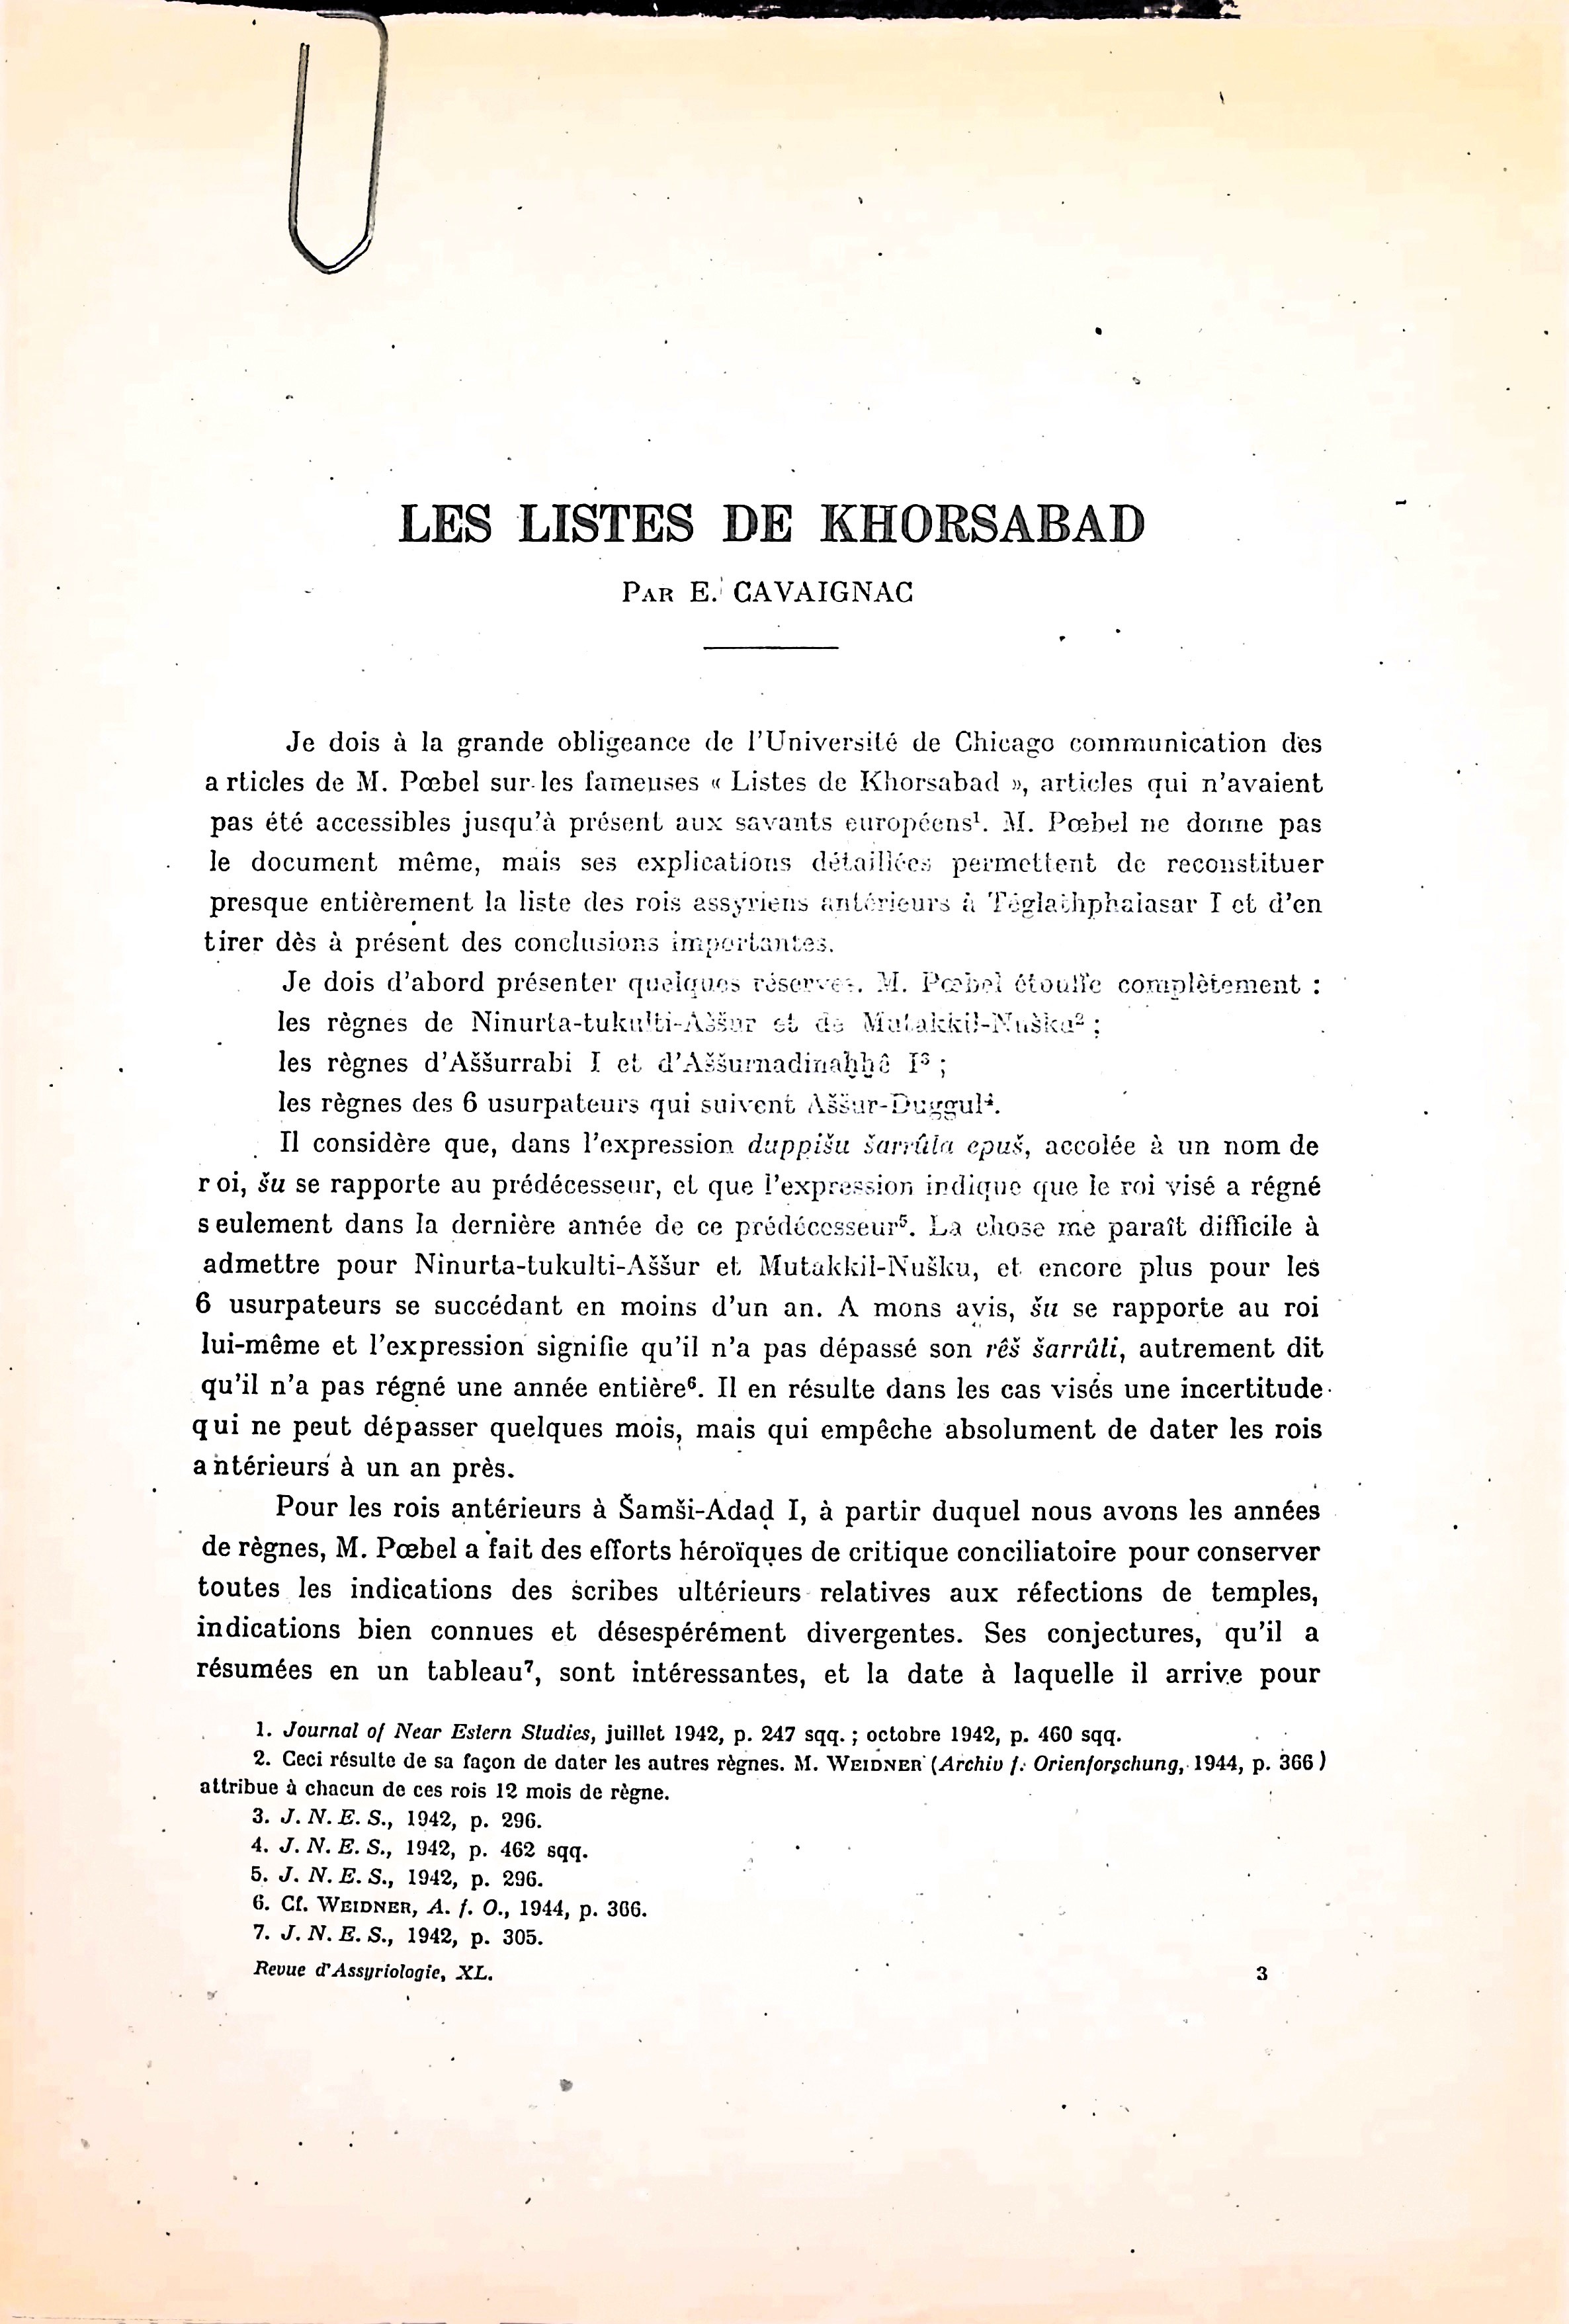 LES LISTES DE KHORSABAD
PAR E. CAVAIGNAC
Je dois à la grande obligeance de l'Université de Chicago communication des
articles de M. Pœbel sur les fameuses « Listes de Khorsabad », articles qui n'avaient
pas été accessibles jusqu'à présent aux savants européens¹. M. Pœbel ne donne pas
le document même, mais ses explications détaillées permettent de reconstituer
presque entièrement la liste des rois assyriens antérieurs à Téglathphalasar I et d'en
tirer dès à présent des conclusions importantes.
Je dois d'abord présenter quelques réserves. M. Pœbel étouffe complètement :
les règnes de Ninurta-tukulti-Aššur et de Mutakkil-Nušku² ;
les règnes d'Aššurrabi I et d'Aššurnadinaḫḫê I³ ;
les règnes des 6 usurpateurs qui suivent Aššur-Duggul⁴.
Il considère que, dans l'expression duppišu šarrûta epuš, accolée à un nom de
roi, šu se rapporte au prédécesseur, et que l'expression indique que le roi visé a régné
seulement dans la dernière année de ce prédécesseur⁵. La chose me paraît difficile à
admettre pour Ninurta-tukulti-Aššur et Mutakkil-Nušku, et encore plus pour les
6 usurpateurs se succédant en moins d'un an. A mons avis, šu se rapporte au roi
lui-même et l'expression signifie qu'il n'a pas dépassé son rêš šarrûti, autrement dit
qu'il n'a pas régné une année entière⁶. Il en résulte dans les cas visés une incertitude
qui ne peut dépasser quelques mois, mais qui empêche absolument de dater les rois
antérieurs à un an près.
Pour les rois antérieurs à Šamši-Adad I, à partir duquel nous avons les années
de règnes, M. Pœbel a fait des efforts héroïques de critique conciliatoire pour conserver
toutes les indications des scribes ultérieurs relatives aux réfections de temples,
indications bien connues et désespérément divergentes. Ses conjectures, qu'il a
résumées en un tableau⁷, sont intéressantes, et la date à laquelle il arrive pour
1. Journal of Near Estern Studies, juillet 1942, p. 247 sqq. ; octobre 1942, p. 460 sqq.
2. Ceci résulte de sa façon de dater les autres règnes. M. WEIDNER (Archiv f. Orienforschung, 1944, p. 366)
attribue à chacun de ces rois 12 mois de règne.
3. J. N. E. S., 1942, p. 296.
4. J. N. E. S., 1942, p. 462 sqq.
5. J. N. E. S., 1942, p. 296.
6. Cf. WEIDNER, A. f. O., 1944, p. 366.
7. J. N. E. S., 1942, p. 305.
Revue d'Assyriologie, XL. 3